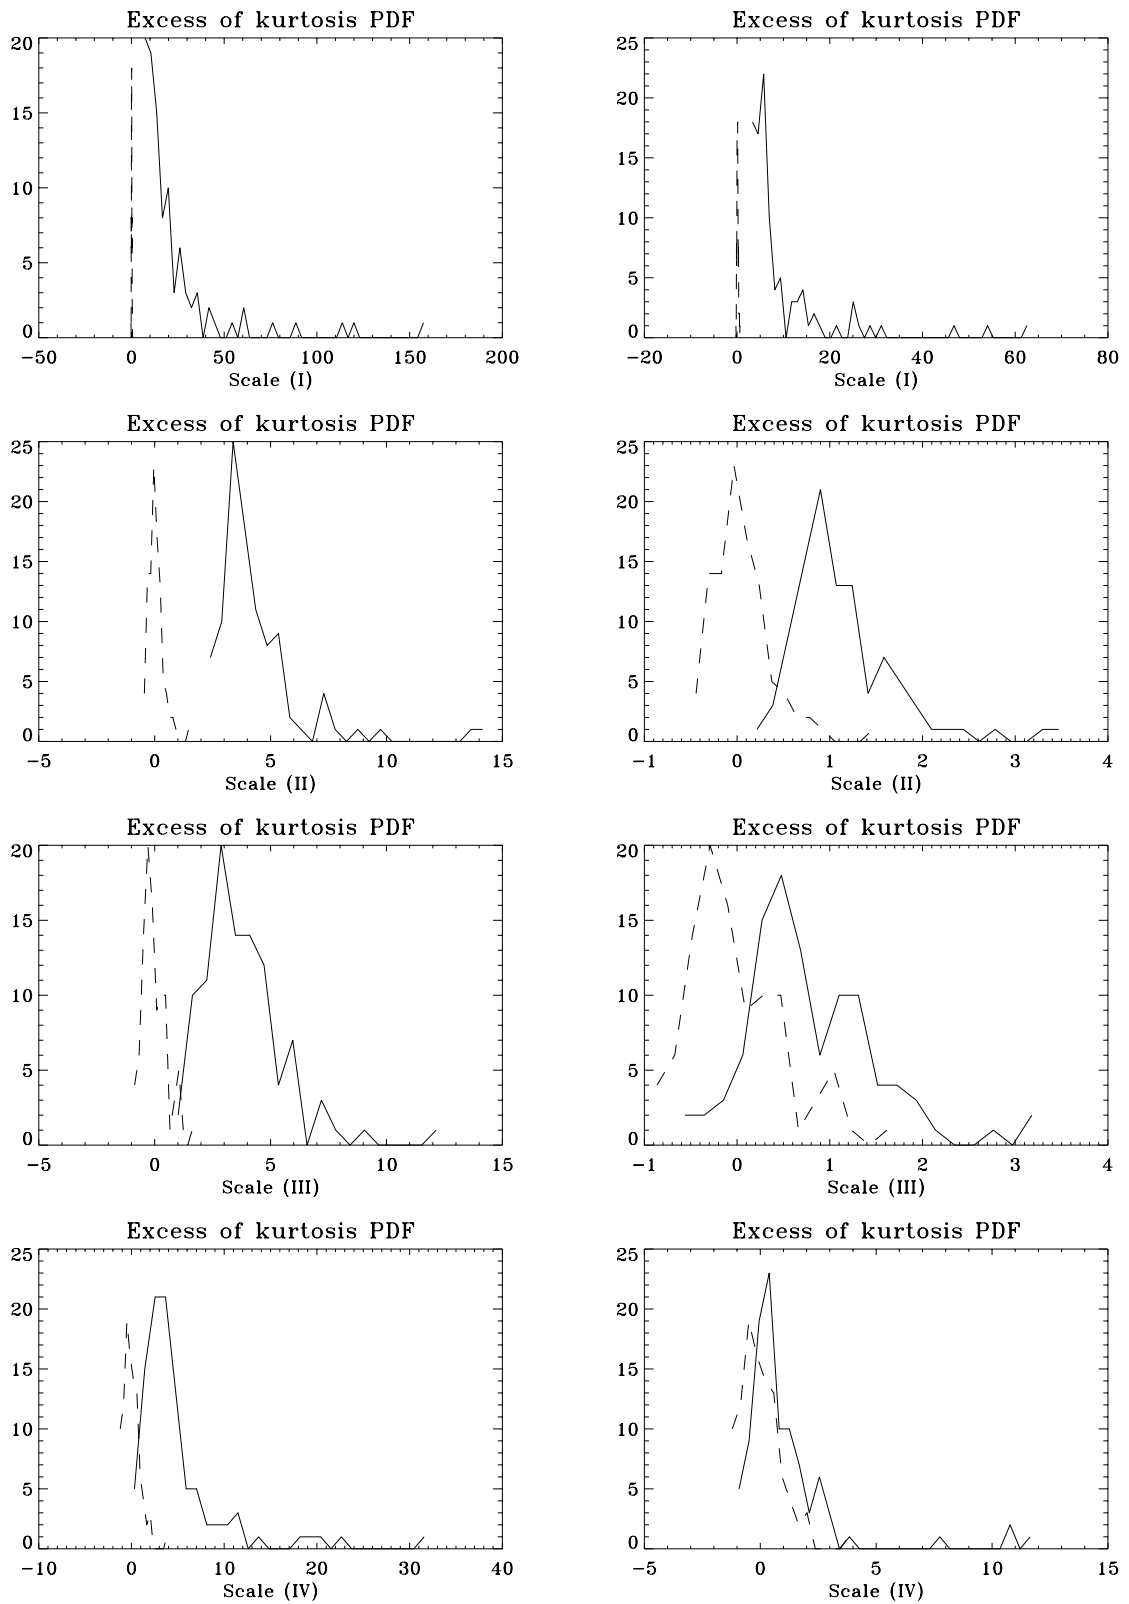 Excess of kurtosis PDF
20
15
10
5
0
−50 0 50 100 150 200
Scale (I)
Excess of kurtosis PDF
25
20
15
10
5
0
−20 0 20 40 60 80
Scale (I)
Excess of kurtosis PDF
25
20
15
10
5
0
−5 0 5 10 15
Scale (II)
Excess of kurtosis PDF
25
20
15
10
5
0
−1 0 1 2 3 4
Scale (II)
Excess of kurtosis PDF
20
15
10
5
0
−5 0 5 10 15
Scale (III)
Excess of kurtosis PDF
20
15
10
5
0
−1 0 1 2 3 4
Scale (III)
Excess of kurtosis PDF
25
20
15
10
5
0
−10 0 10 20 30 40
Scale (IV)
Excess of kurtosis PDF
25
20
15
10
5
0
−5 0 5 10 15
Scale (IV)